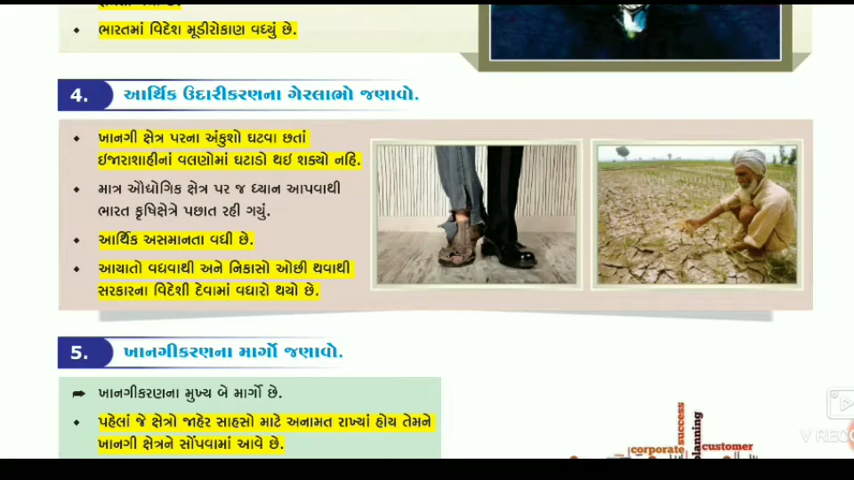 ભારતમાં વિદેશ મૂડીરોકાણ વધ્યું છે.
4. આર્થિક ઉદારીકરણના ગેરલાભો જણાવો.
ખાનગી ક્ષેત્ર પરના અંકુશો ઘટવા છતાં
ઈજારાશાહીનાં વલણોમાં ઘટાડો થઇ શક્યો નહિ.
માત્ર ઔદ્યોગિક ક્ષેત્ર પર જ ધ્યાન આપવાથી
ભારત કૃષિક્ષેત્રે પછાત રહી ગયું.
આર્થિક અસમાનતા વધી છે.
આયાતો વધવાથી અને નિકાસો ઓછી થવાથી
સરકારના વિદેશી દેવામાં વધારો થયો છે.
5. ખાનગીકરણના માર્ગો જણાવો.
ખાનગીકરણના મુખ્ય બે માર્ગો છે.
પહેલાં જે ક્ષેત્રો જાહેર સાહસો માટે અનામત રાખ્યાં હોય તેમને
ખાનગી ક્ષેત્રને સોંપવામાં આવે છે.
success
planning
corporate
customer
V REC